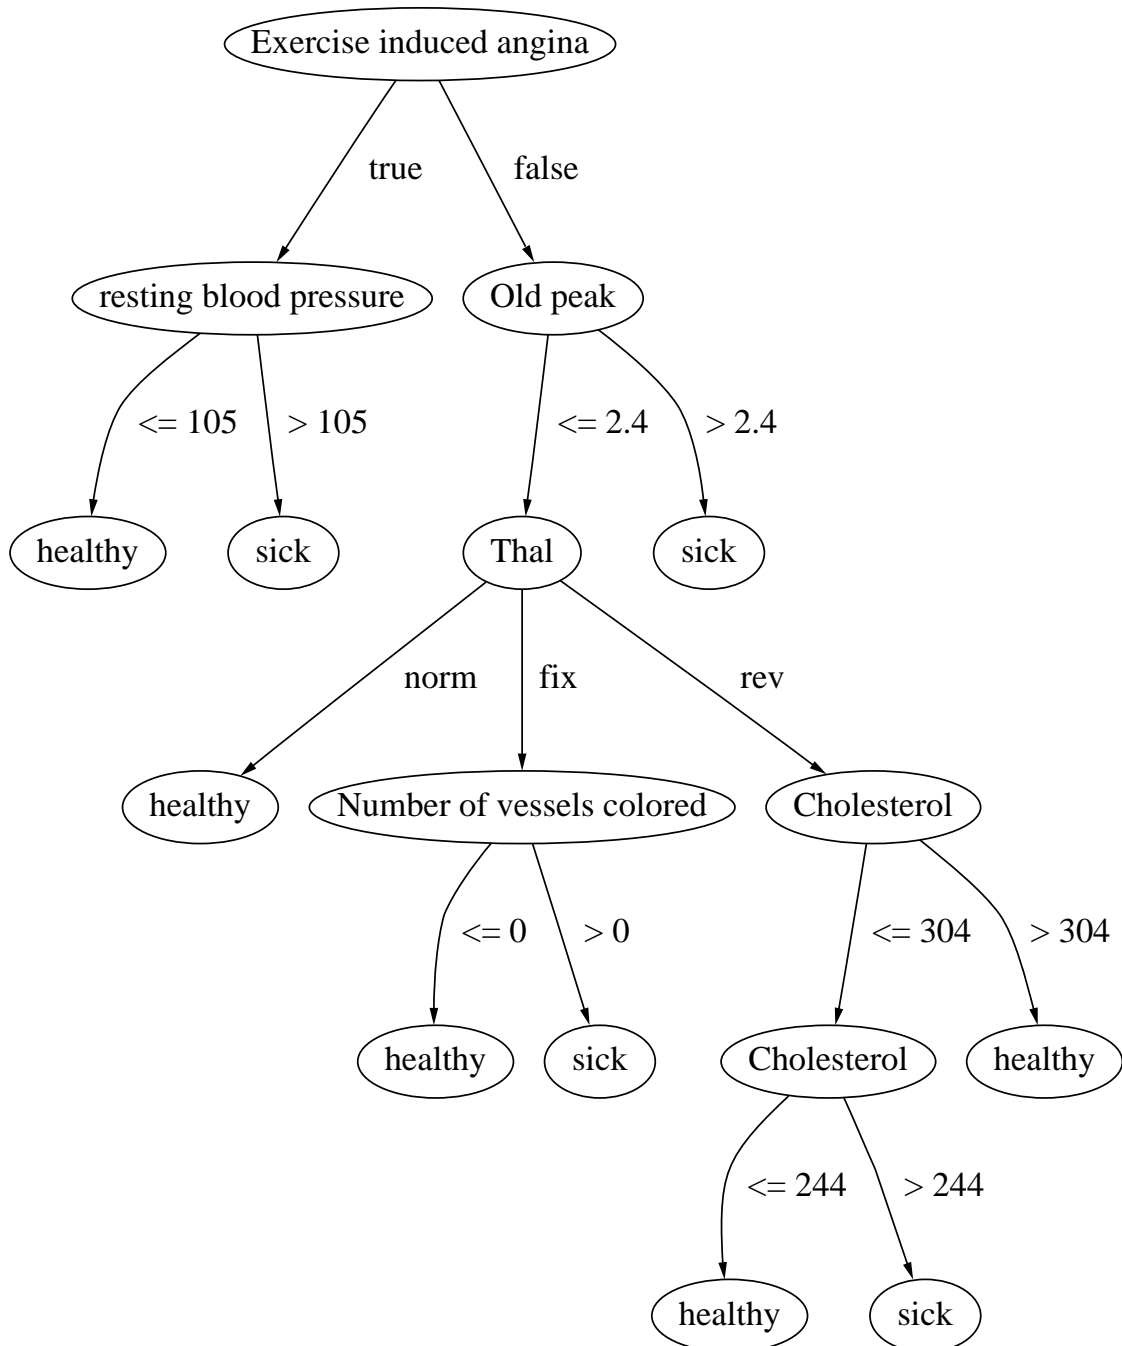 Exercise induced angina
true
false
resting blood pressure
Old peak
<= 105
> 105
<= 2.4
> 2.4
healthy
sick
Thal
sick
norm
fix
rev
healthy
Number of vessels colored
Cholesterol
<= 0
> 0
<= 304
> 304
healthy
sick
Cholesterol
healthy
<= 244
> 244
healthy
sick